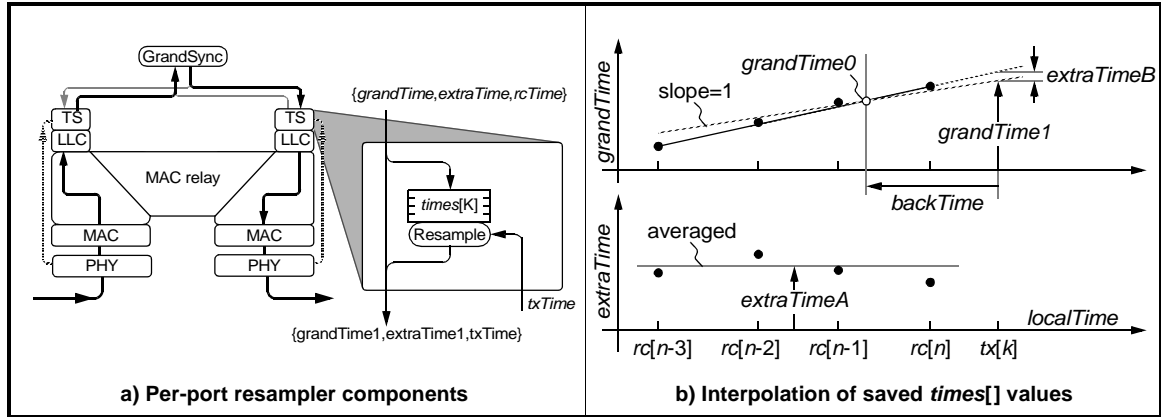 GrandSync
TS
LLC
TS
LLC
MAC relay
MAC
MAC
PHY
PHY
{grandTime,extraTime,rcTime}
times[K]
Resample
txTime
{grandTime1,extraTime1,txTime}
a) Per-port resampler components
grandTime
slope=1
grandTime0
extraTimeB
grandTime1
backTime
extraTime
averaged
extraTimeA
localTime
rc[n-3]
rc[n-2]
rc[n-1]
rc[n]
tx[k]
b) Interpolation of saved times[] values